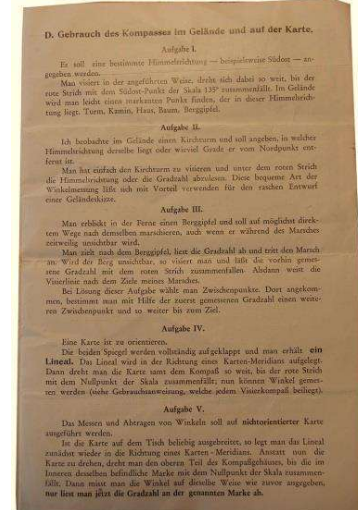 D. Gebrauch des Kompasses im Gelände und auf der Karte.
Aufgabe I.
Es soll eine bestimmte Himmelsrichtung — beispielsweise Südost — an-
gegeben werden.
Man visiert in der angeführten Weise, dreht sich dabei so weit, bis der
rote Strich mit dem Südost-Punkt der Skala 135° zusammenfällt. Im Gelände
wird man leicht einen markanten Punkt finden, der in dieser Himmelsrich-
tung liegt. Turm, Kamin, Haus, Baum, Berggipfel.
Aufgabe II.
Ich beobachte im Gelände einen Kirchturm und soll angeben, in welcher
Himmelsrichtung derselbe liegt oder wieviel Grade er vom Nordpunkt ent-
fernt ist.
Man hat einfach den Kirchturm zu visieren und unter dem roten Strich
die Himmelsrichtung oder die Gradzahl abzulesen. Diese bequeme Art der
Winkelmessung läßt sich mit Vorteil verwenden für den raschen Entwurf
einer Geländeskizze.
Aufgabe III.
Man erblickt in der Ferne einen Berggipfel und soll auf möglichst direk-
tem Wege nach demselben marschieren, auch wenn er während des Marsches
zeitweilig unsichtbar wird.
Man zielt nach dem Berggipfel, liest die Gradzahl ab und tritt den Marsch
an. Wird der Berg unsichtbar, so visiert man und läßt die vorhin gemes-
sene Gradzahl mit dem roten Strich zusammenfallen. Alsdann weist die
Visierlinie nach dem Ziele meines Marsches.
Bei Lösung dieser Aufgabe wählt man Zwischenpunkte. Dort angekom-
men, bestimmt man mit Hilfe der zuerst gemessenen Gradzahl einen weite-
ren Zwischenpunkt und so weiter bis zum Ziel.
Aufgabe IV.
Eine Karte ist zu orientieren.
Die beiden Spiegel werden vollständig aufgeklappt und man erhält ein
Lineal. Das Lineal wird in der Richtung eines Karten-Meridians aufgelegt.
Dann dreht man die Karte samt dem Kompaß so weit, bis der rote Strich
mit dem Nullpunkt der Skala zusammenfällt; nun können Winkel gemes-
sen werden (siehe Gebrauchsanweisung, welche jedem Visierkompaß beiliegt).
Aufgabe V.
Das Messen und Abtragen von Winkeln soll auf nichtorientierter Karte
ausgeführt werden.
Ist die Karte auf dem Tisch beliebig ausgebreitet, so legt man das Lineal
zunächst wieder in die Richtung eines Karten-Meridians. Anstatt nun die
Karte zu drehen, dreht man den oberen Teil des Kompaßgehäuses, bis die im
Inneren desselben befindliche Marke mit dem Nullpunkt der Skala zusammen-
fällt. Dann misst man die Winkel auf dieselbe Weise wie zuvor angegeben,
nur liest man jetzt die Gradzahl an der genannten Marke ab.